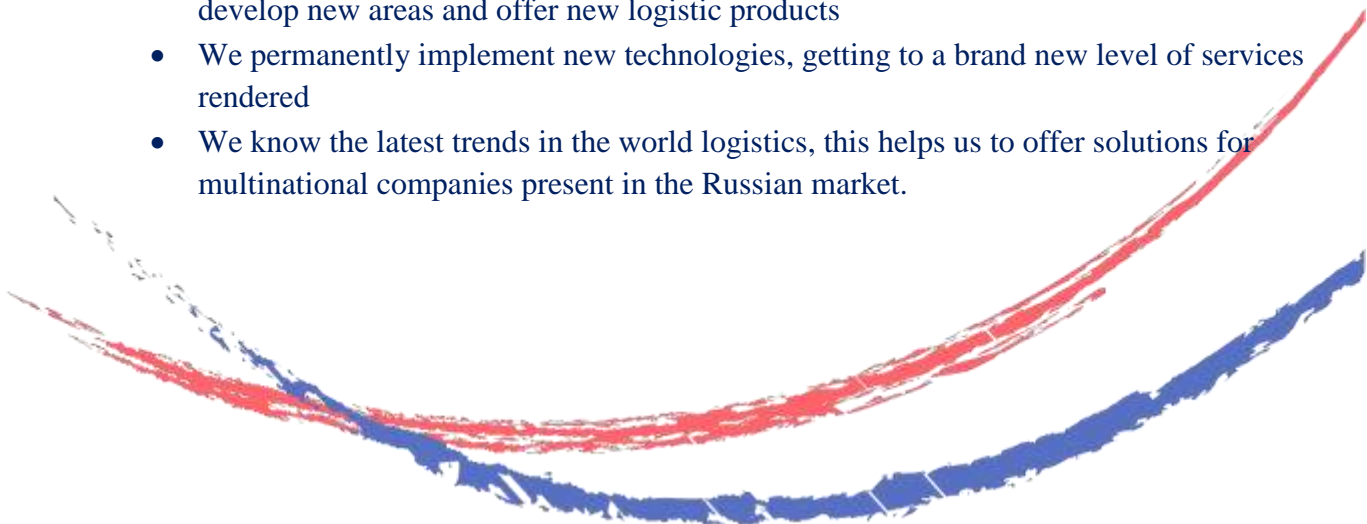 develop new areas and offer new logistic products
• We permanently implement new technologies, getting to a brand new level of services
rendered
• We know the latest trends in the world logistics, this helps us to offer solutions for
multinational companies present in the Russian market.